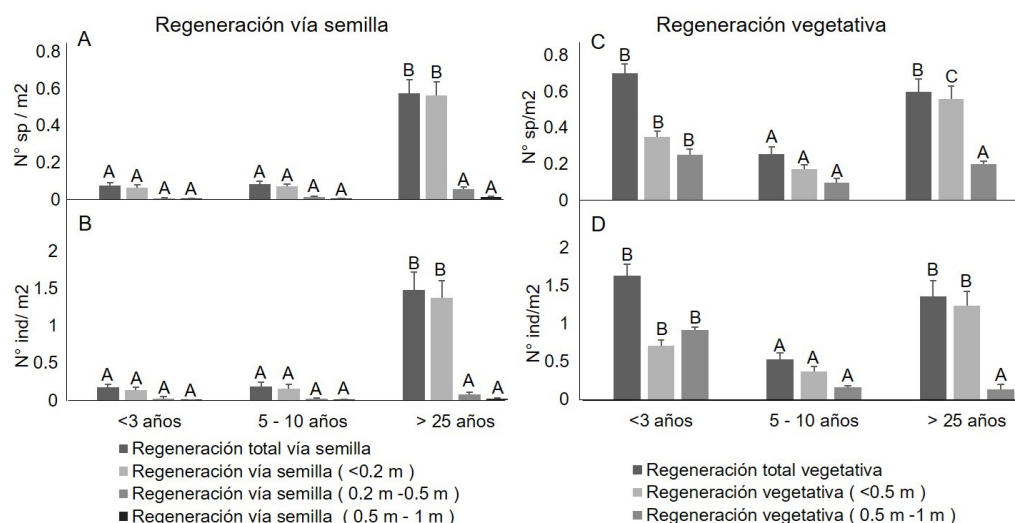 Regeneración vía semilla
A
N° sp / m2
0.8
0.6
0.4
0.2
0
A A A A
A A A A
B B A A
B
N° ind/ m2
2
1.5
1
0.5
0
A A A A
A A A A
B B A A
<3 años 5 - 10 años > 25 años
Regeneración total vía semilla
Regeneración vía semilla ( <0.2 m )
Regeneración vía semilla ( 0.2 m -0.5 m )
Regeneración vía semilla ( 0.5 m - 1 m )
Regeneración vegetativa
C
N° sp/m2
0.8
0.6
0.4
0.2
0
B B B
A A A
B C A
D
N° ind/m2
2
1.5
1
0.5
0
B B B
A A A
B B A
<3 años 5 - 10 años > 25 años
Regeneración total vegetativa
Regeneración vegetativa ( <0.5 m )
Regeneración vegetativa ( 0.5 m -1 m )